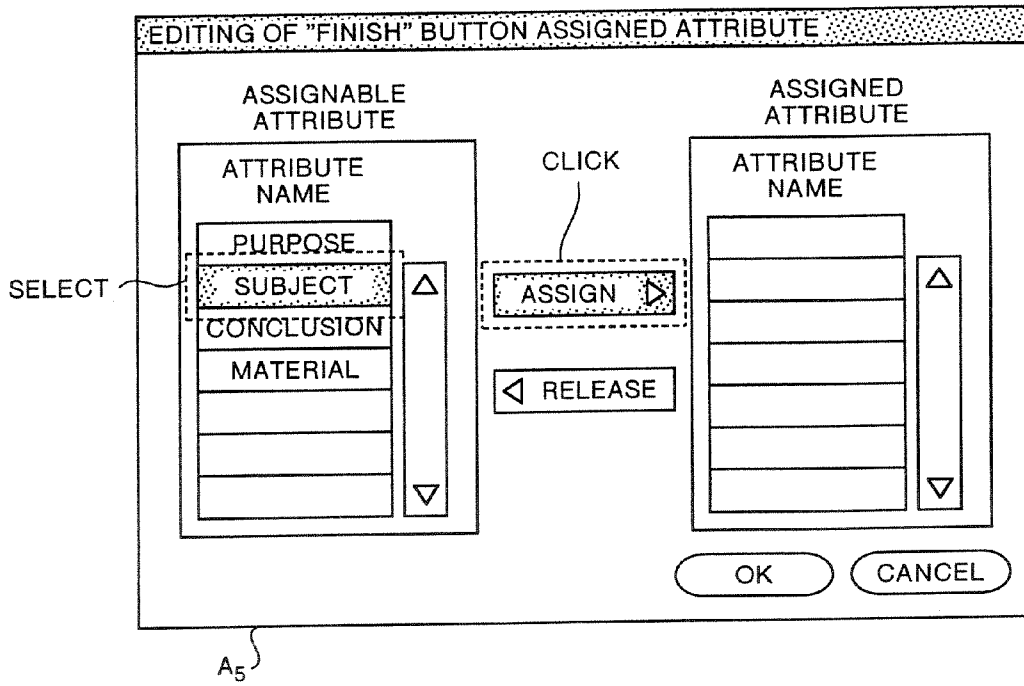 EDITING OF "FINISH" BUTTON ASSIGNED ATTRIBUTE
ASSIGNABLE
ATTRIBUTE
ATTRIBUTE
NAME
PURPOSE
SUBJECT
CONCLUSION
MATERIAL
SELECT
CLICK
ASSIGN
RELEASE
ASSIGNED
ATTRIBUTE
ATTRIBUTE
NAME
OK
CANCEL
A5